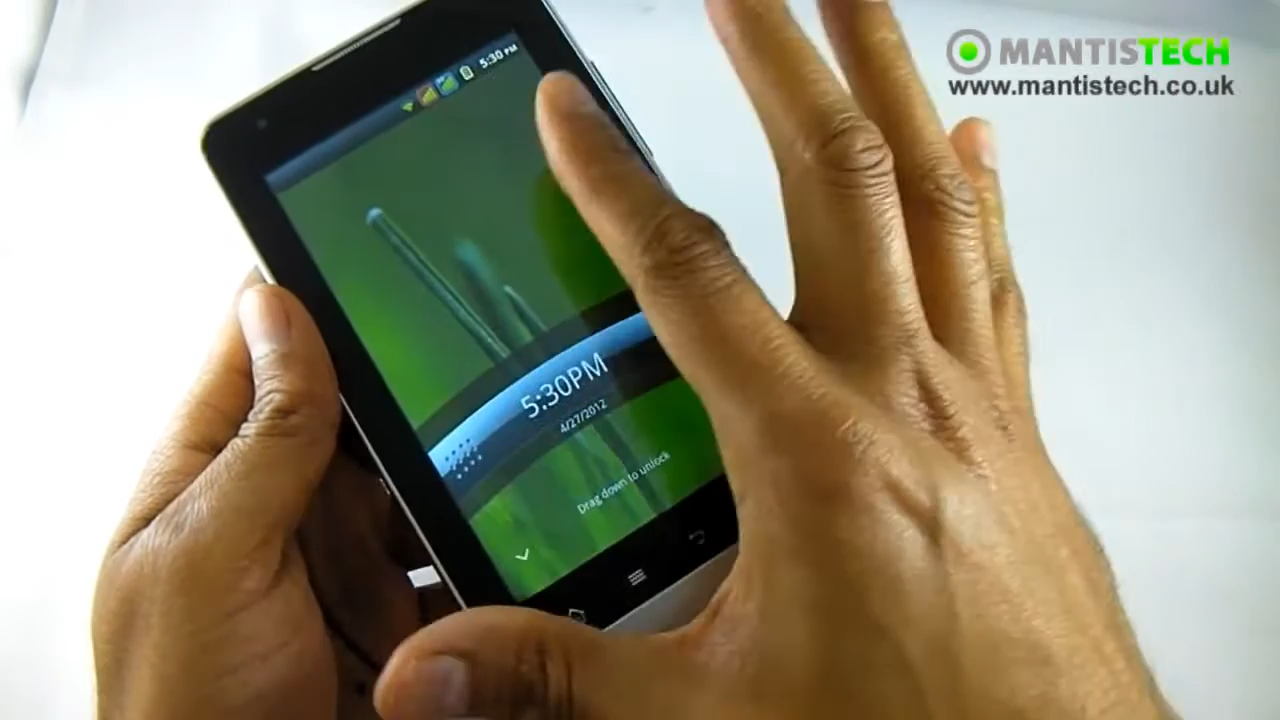 MANTISTECH
www.mantistech.co.uk
5:30 PM
5:30PM
4/27/2012
Drag down to unlock